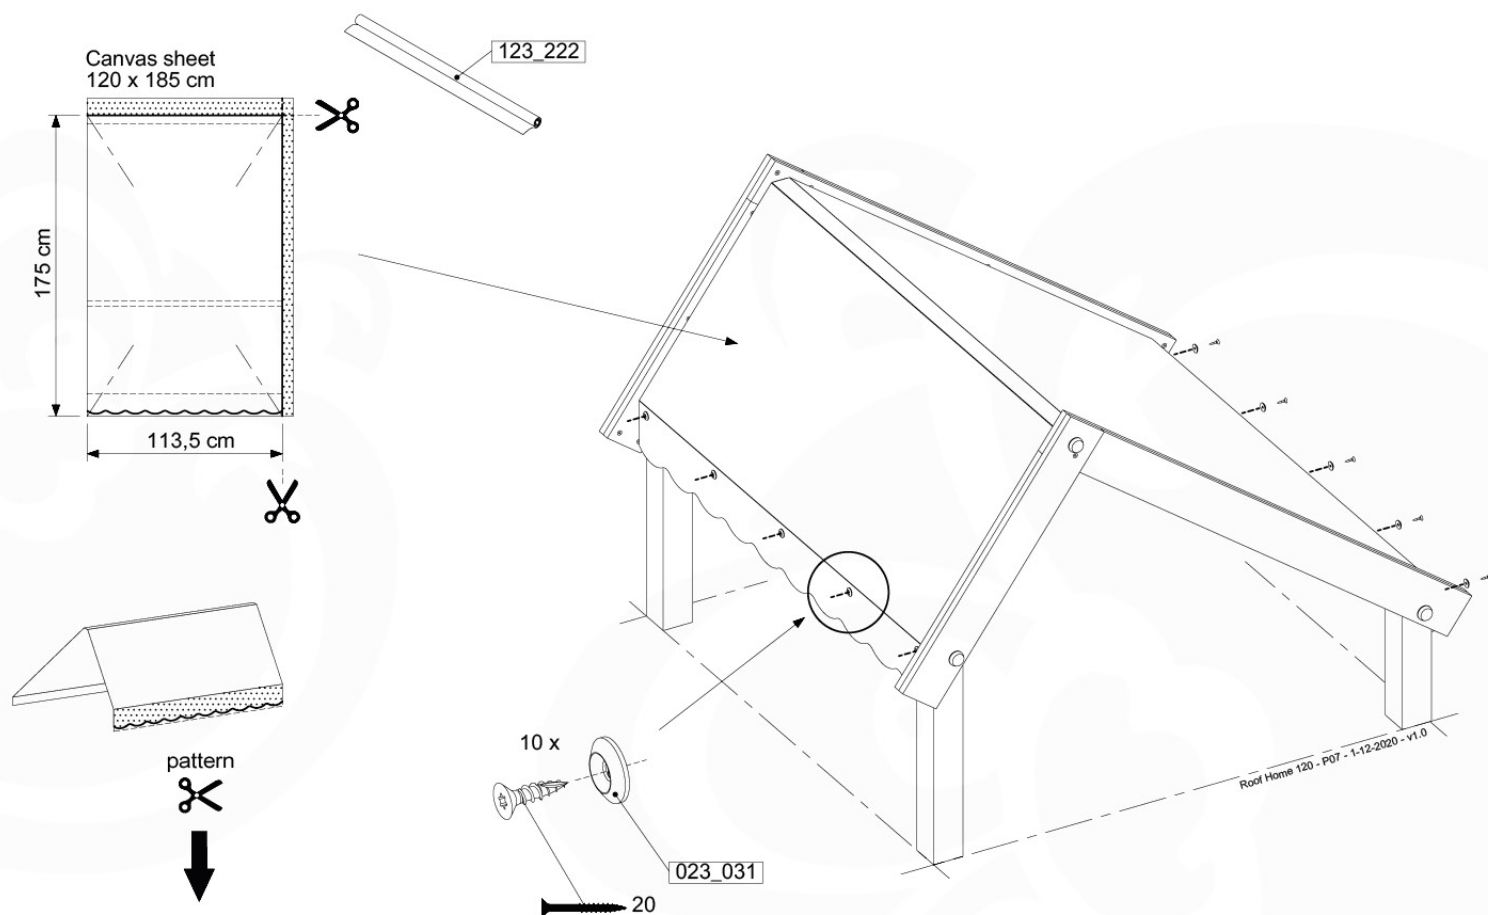 Canvas sheet
120 x 185 cm
123_222
175 cm
113,5 cm
pattern
10 x
023_031
20
Roof Home 120 - P07 - 1-12-2020 - v1.0